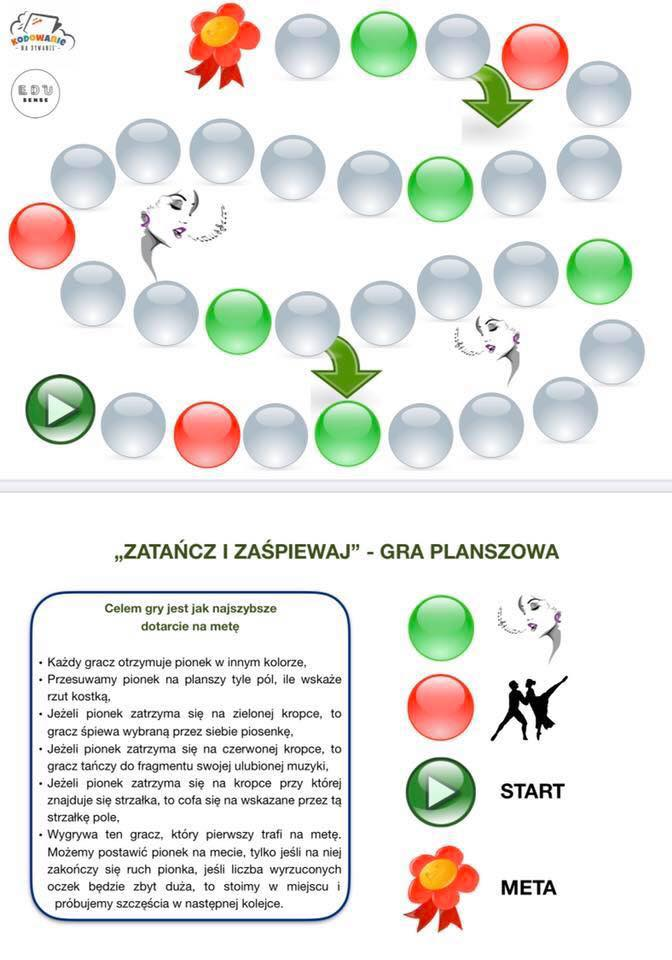 KODOWANIE
NA DYWANIE
EDU
SENSE
„ZATAŃCZ I ZAŚPIEWAJ” - GRA PLANSZOWA
Celem gry jest jak najszybsze
dotarcie na metę
• Każdy gracz otrzymuje pionek w innym kolorze,
• Przesuwamy pionek na planszy tyle pól, ile wskaże
rzut kostką,
• Jeżeli pionek zatrzyma się na zielonej kropce, to
gracz śpiewa wybraną przez siebie piosenkę,
• Jeżeli pionek zatrzyma się na czerwonej kropce, to
gracz tańczy do fragmentu swojej ulubionej muzyki,
• Jeżeli pionek zatrzyma się na kropce przy której
znajduje się strzałka, to cofa się na wskazane przez tą
strzałkę pole,
• Wygrywa ten gracz, który pierwszy trafi na metę.
Możemy postawić pionek na mecie, tylko jeśli na niej
zakończy się ruch pionka, jeśli liczba wyrzuconych
oczek będzie zbyt duża, to stoimy w miejscu i
próbujemy szczęścia w następnej kolejce.
START
META